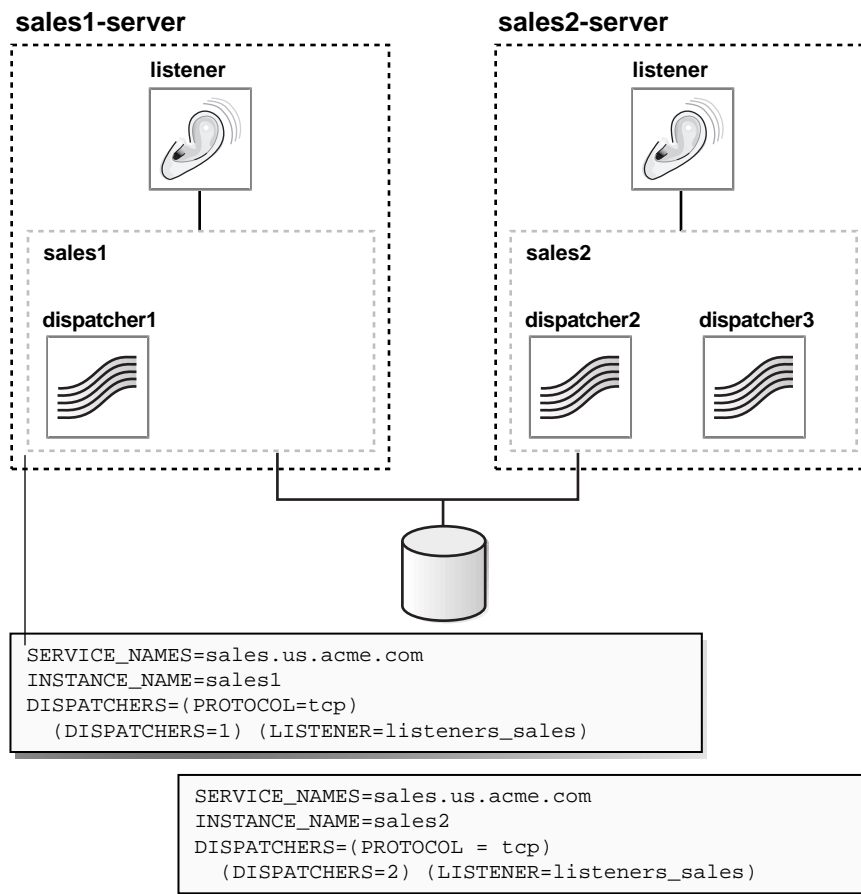 sales1-server
sales2-server
listener
listener
sales1
sales2
dispatcher1
dispatcher2
dispatcher3
SERVICE_NAMES=sales.us.acme.com
INSTANCE_NAME=sales1
DISPATCHERS=(PROTOCOL=tcp)
(DISPATCHERS=1) (LISTENER=listeners_sales)
SERVICE_NAMES=sales.us.acme.com
INSTANCE_NAME=sales2
DISPATCHERS=(PROTOCOL = tcp)
(DISPATCHERS=2) (LISTENER=listeners_sales)